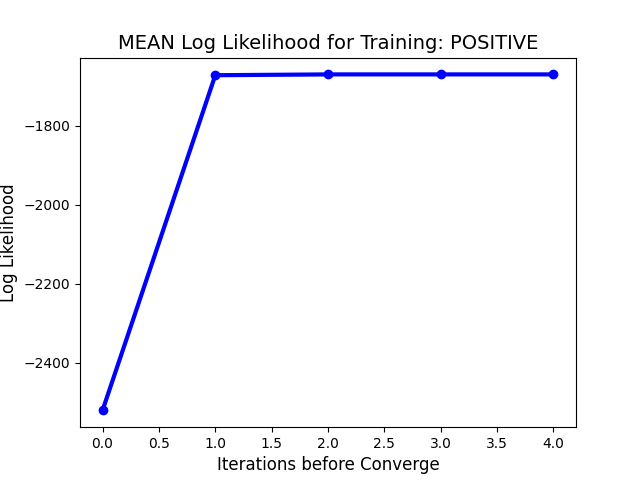 MEAN Log Likelihood for Training: POSITIVE
Log Likelihood
−1800
−2000
−2200
−2400
0.0 0.5 1.0 1.5 2.0 2.5 3.0 3.5 4.0
Iterations before Converge